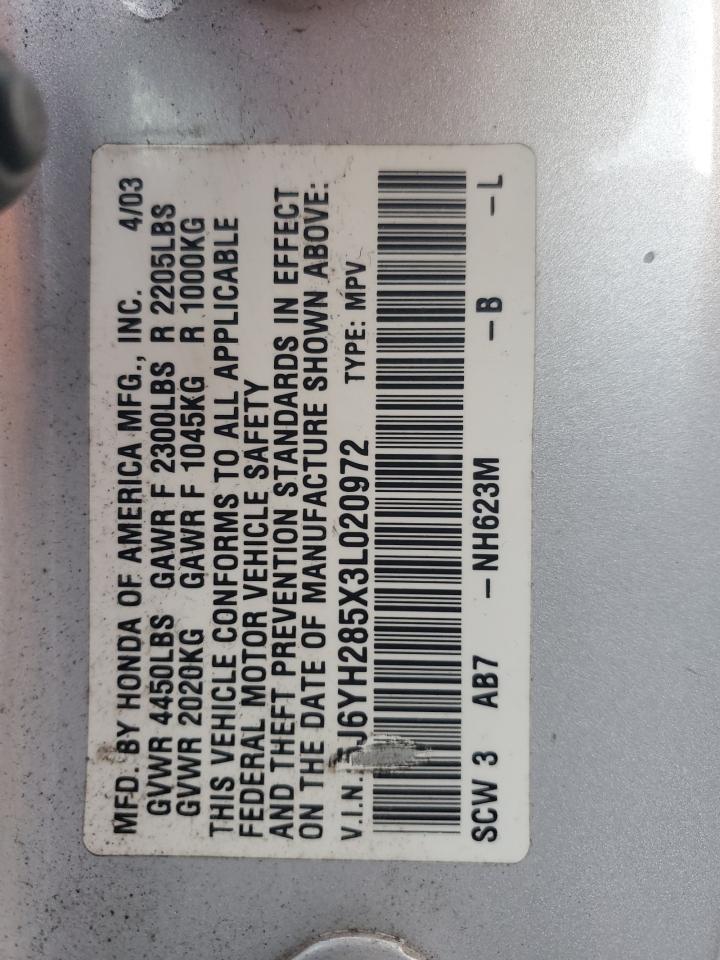 MFD. BY HONDA OF AMERICA MFG., INC. 4/03
GVWR 4450LBS GAWR F 2300LBS R 2205LBS
GVWR 2020KG GAWR F 1045KG R 1000KG
THIS VEHICLE CONFORMS TO ALL APPLICABLE
FEDERAL MOTOR VEHICLE SAFETY
AND THEFT PREVENTION STANDARDS IN EFFECT
ON THE DATE OF MANUFACTURE SHOWN ABOVE:
V.I.N J6YH285X3L020972 TYPE: MPV
SCW 3 AB7 -NH623M -B -L